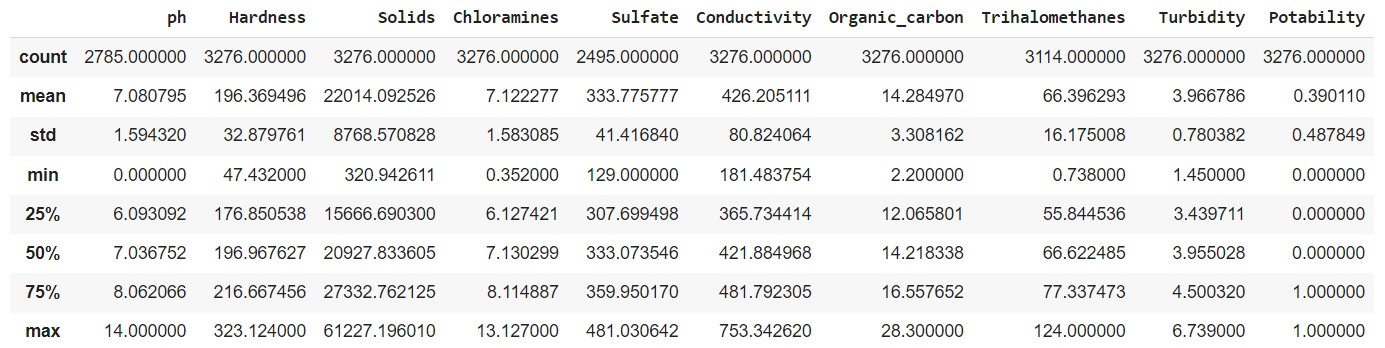 ph Hardness Solids Chloramines Sulfate Conductivity Organic_carbon Trihalomethanes Turbidity Potability
count 2785.000000 3276.000000 3276.000000 3276.000000 2495.000000 3276.000000 3276.000000 3114.000000 3276.000000 3276.000000
mean 7.080795 196.369496 22014.092526 7.122277 333.775777 426.205111 14.284970 66.396293 3.966786 0.390110
std 1.594320 32.879761 8768.570828 1.583085 41.416840 80.824064 3.308162 16.175008 0.780382 0.487849
min 0.000000 47.432000 320.942611 0.352000 129.000000 181.483754 2.200000 0.738000 1.450000 0.000000
25% 6.093092 176.850538 15666.690300 6.127421 307.699498 365.734414 12.065801 55.844536 3.439711 0.000000
50% 7.036752 196.967627 20927.833605 7.130299 333.073546 421.884968 14.218338 66.622485 3.955028 0.000000
75% 8.062066 216.667456 27332.762125 8.114887 359.950170 481.792305 16.557652 77.337473 4.500320 1.000000
max 14.000000 323.124000 61227.196010 13.127000 481.030642 753.342620 28.300000 124.000000 6.739000 1.000000